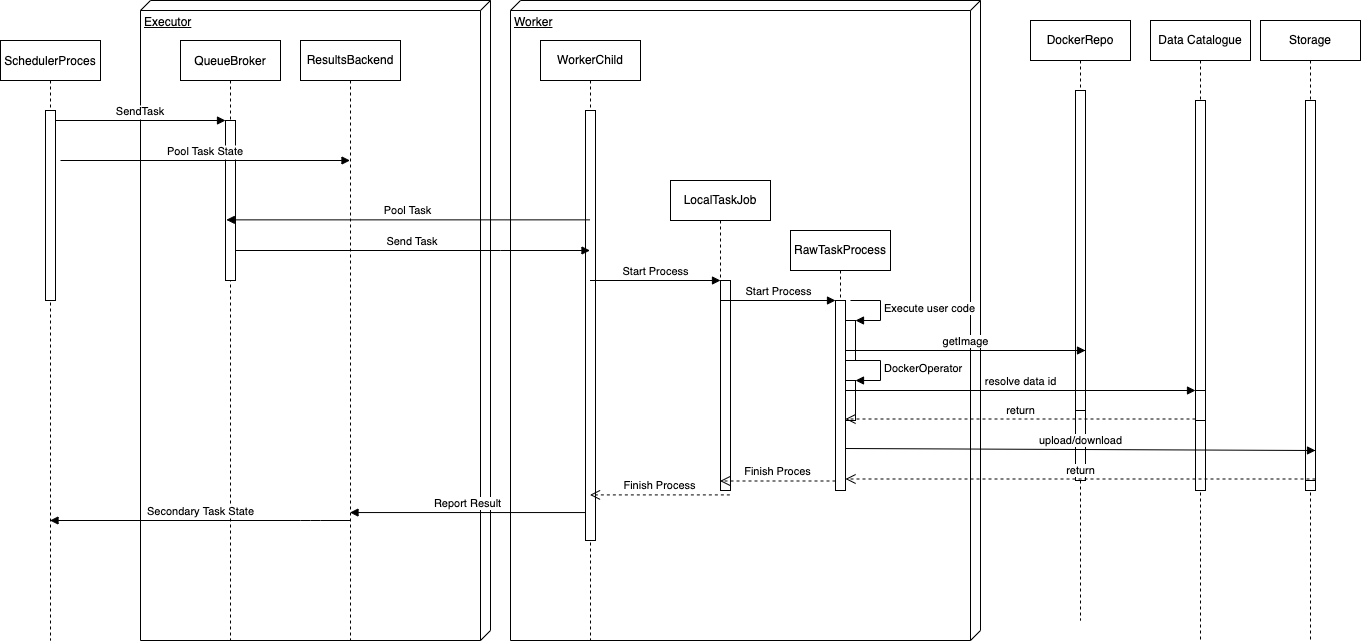 Executor
Worker
SchedulerProces
QueueBroker
ResultsBackend
WorkerChild
DockerRepo
Data Catalogue
Storage
SendTask
Pool Task State
LocalTaskJob
Pool Task
Send Task
RawTaskProcess
Start Process
Start Process
Execute user code
getImage
DockerOperator
resolve data id
return
upload/download
return
Finish Proces
Finish Process
Report Result
Secondary Task State